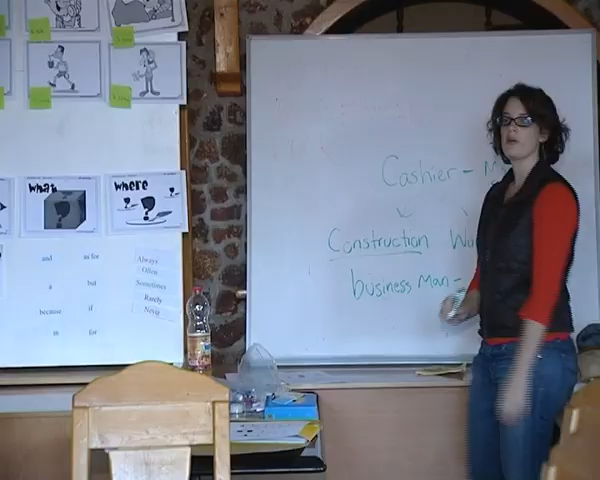 what
where
and as for
a but
because if
in for
Always
Often
Sometimes
Rarely
Never
Cashier - M
Construction Wo
business Man -